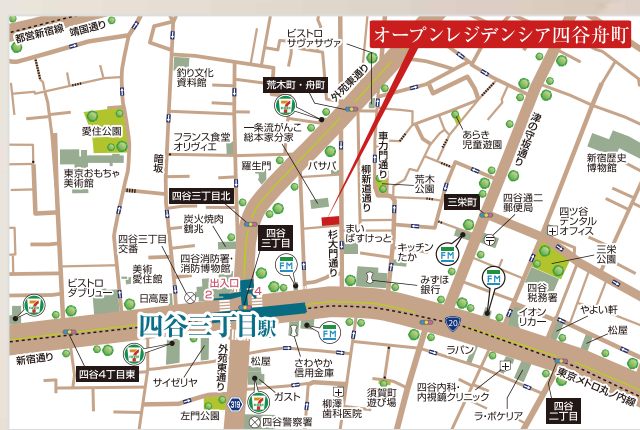 都営新宿線 靖国通り
ビストロ
サヴァサヴァ
オープンレジデンシア四谷舟町
釣り文化
資料館
外苑東通り
荒木町・舟町
愛住公園
フランス食堂
オリヴィエ
一条流がんこ
総本家分家
車力門通り
あらき
児童遊園
津の守坂通り
新宿歴史
博物館
暗坂
羅生門
バサバ
柳新道通り
東京おもちゃ
美術館
荒木
公園
四谷三丁目北
三栄町
四谷通二
郵便局
四ツ谷
デンタル
オフィス
炭火焼肉
鶴兆
四谷
三丁目
杉大門通り
まい
ばすけっと
四谷三丁目
交番
四谷消防署・
消防博物館
キッチン
たか
三栄
公園
美術
愛住館
出入口
2
4
みずほ
銀行
四谷
税務署
ビストロ
ダブリュー
日高屋
イオン
リカー
やよい軒
四谷三丁目駅
20
松屋
新宿通り
外苑東通り
松屋
さわやか
信用金庫
ラパン
四谷4丁目東
サイゼリヤ
東京メトロ丸ノ内線
左門公園
319
ガスト
柳澤
歯科医院
須賀町
遊び場
四谷内科・
内視鏡クリニック
ラ・ボケリア
四谷
二丁目
四谷警察署
7
FM